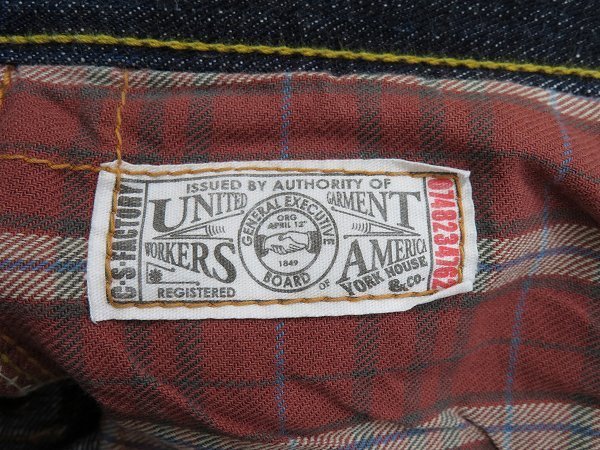 C·S·FACTORY
ISSUED BY AUTHORITY OF
UNITED GARMENT
WORKERS OF AMERICA
REGISTERED
YORK HOUSE
& CO.
GENERAL EXECUTIVE
BOARD
ORG
APRIL 12"
1849
0748234762